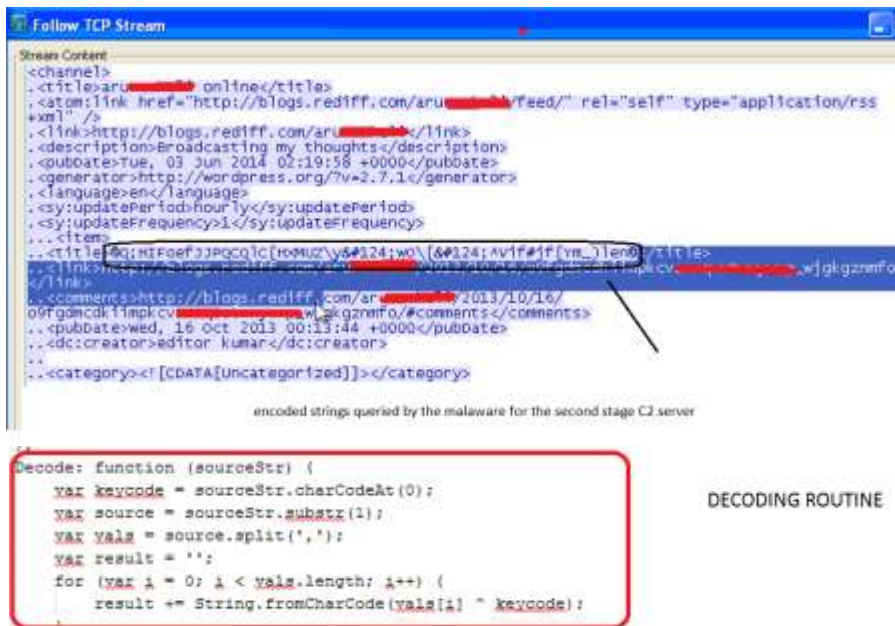 Follow TCP Stream
Stream Content
<channel>
.<title>aru online</title>
.<atom:link href="http://blogs.rediff.com/aru /feed/" rel="self" type="application/rss
+xml" />
.<link>http://blogs.rediff.com/aru </link>
.<description>Broadcasting my thoughts</description>
.<pubDate>Tue, 03 Jun 2014 02:19:58 +0000</pubDate>
.<generator>http://wordpress.org/?v=2.7.1</generator>
.<language>en</language>
.<sy:updatePeriod>hourly</sy:updatePeriod>
.<sy:updateFrequency>1</sy:updateFrequency>
...<item>
..<title> </title>
..<link>
</link>
..<comments>http://blogs.rediff.com/aru /2013/10/16/
/#comments</comments>
..<pubDate>Wed, 16 Oct 2013 00:13:44 +0000</pubDate>
..<dc:creator>editor kumar</dc:creator>
..
..<category><![CDATA[Uncategorized]]></category>
encoded strings queried by the malaware for the second stage C2 server
Decode: function (sourceStr) {
var keycode = sourceStr.charCodeAt(0);
DECODING ROUTINE
var source = sourceStr.substr(1);
var vals = source.split(',');
var result = '';
for (var i = 0; i < vals.length; i++) {
result += String.fromCharCode(vals[i] ^ keycode);